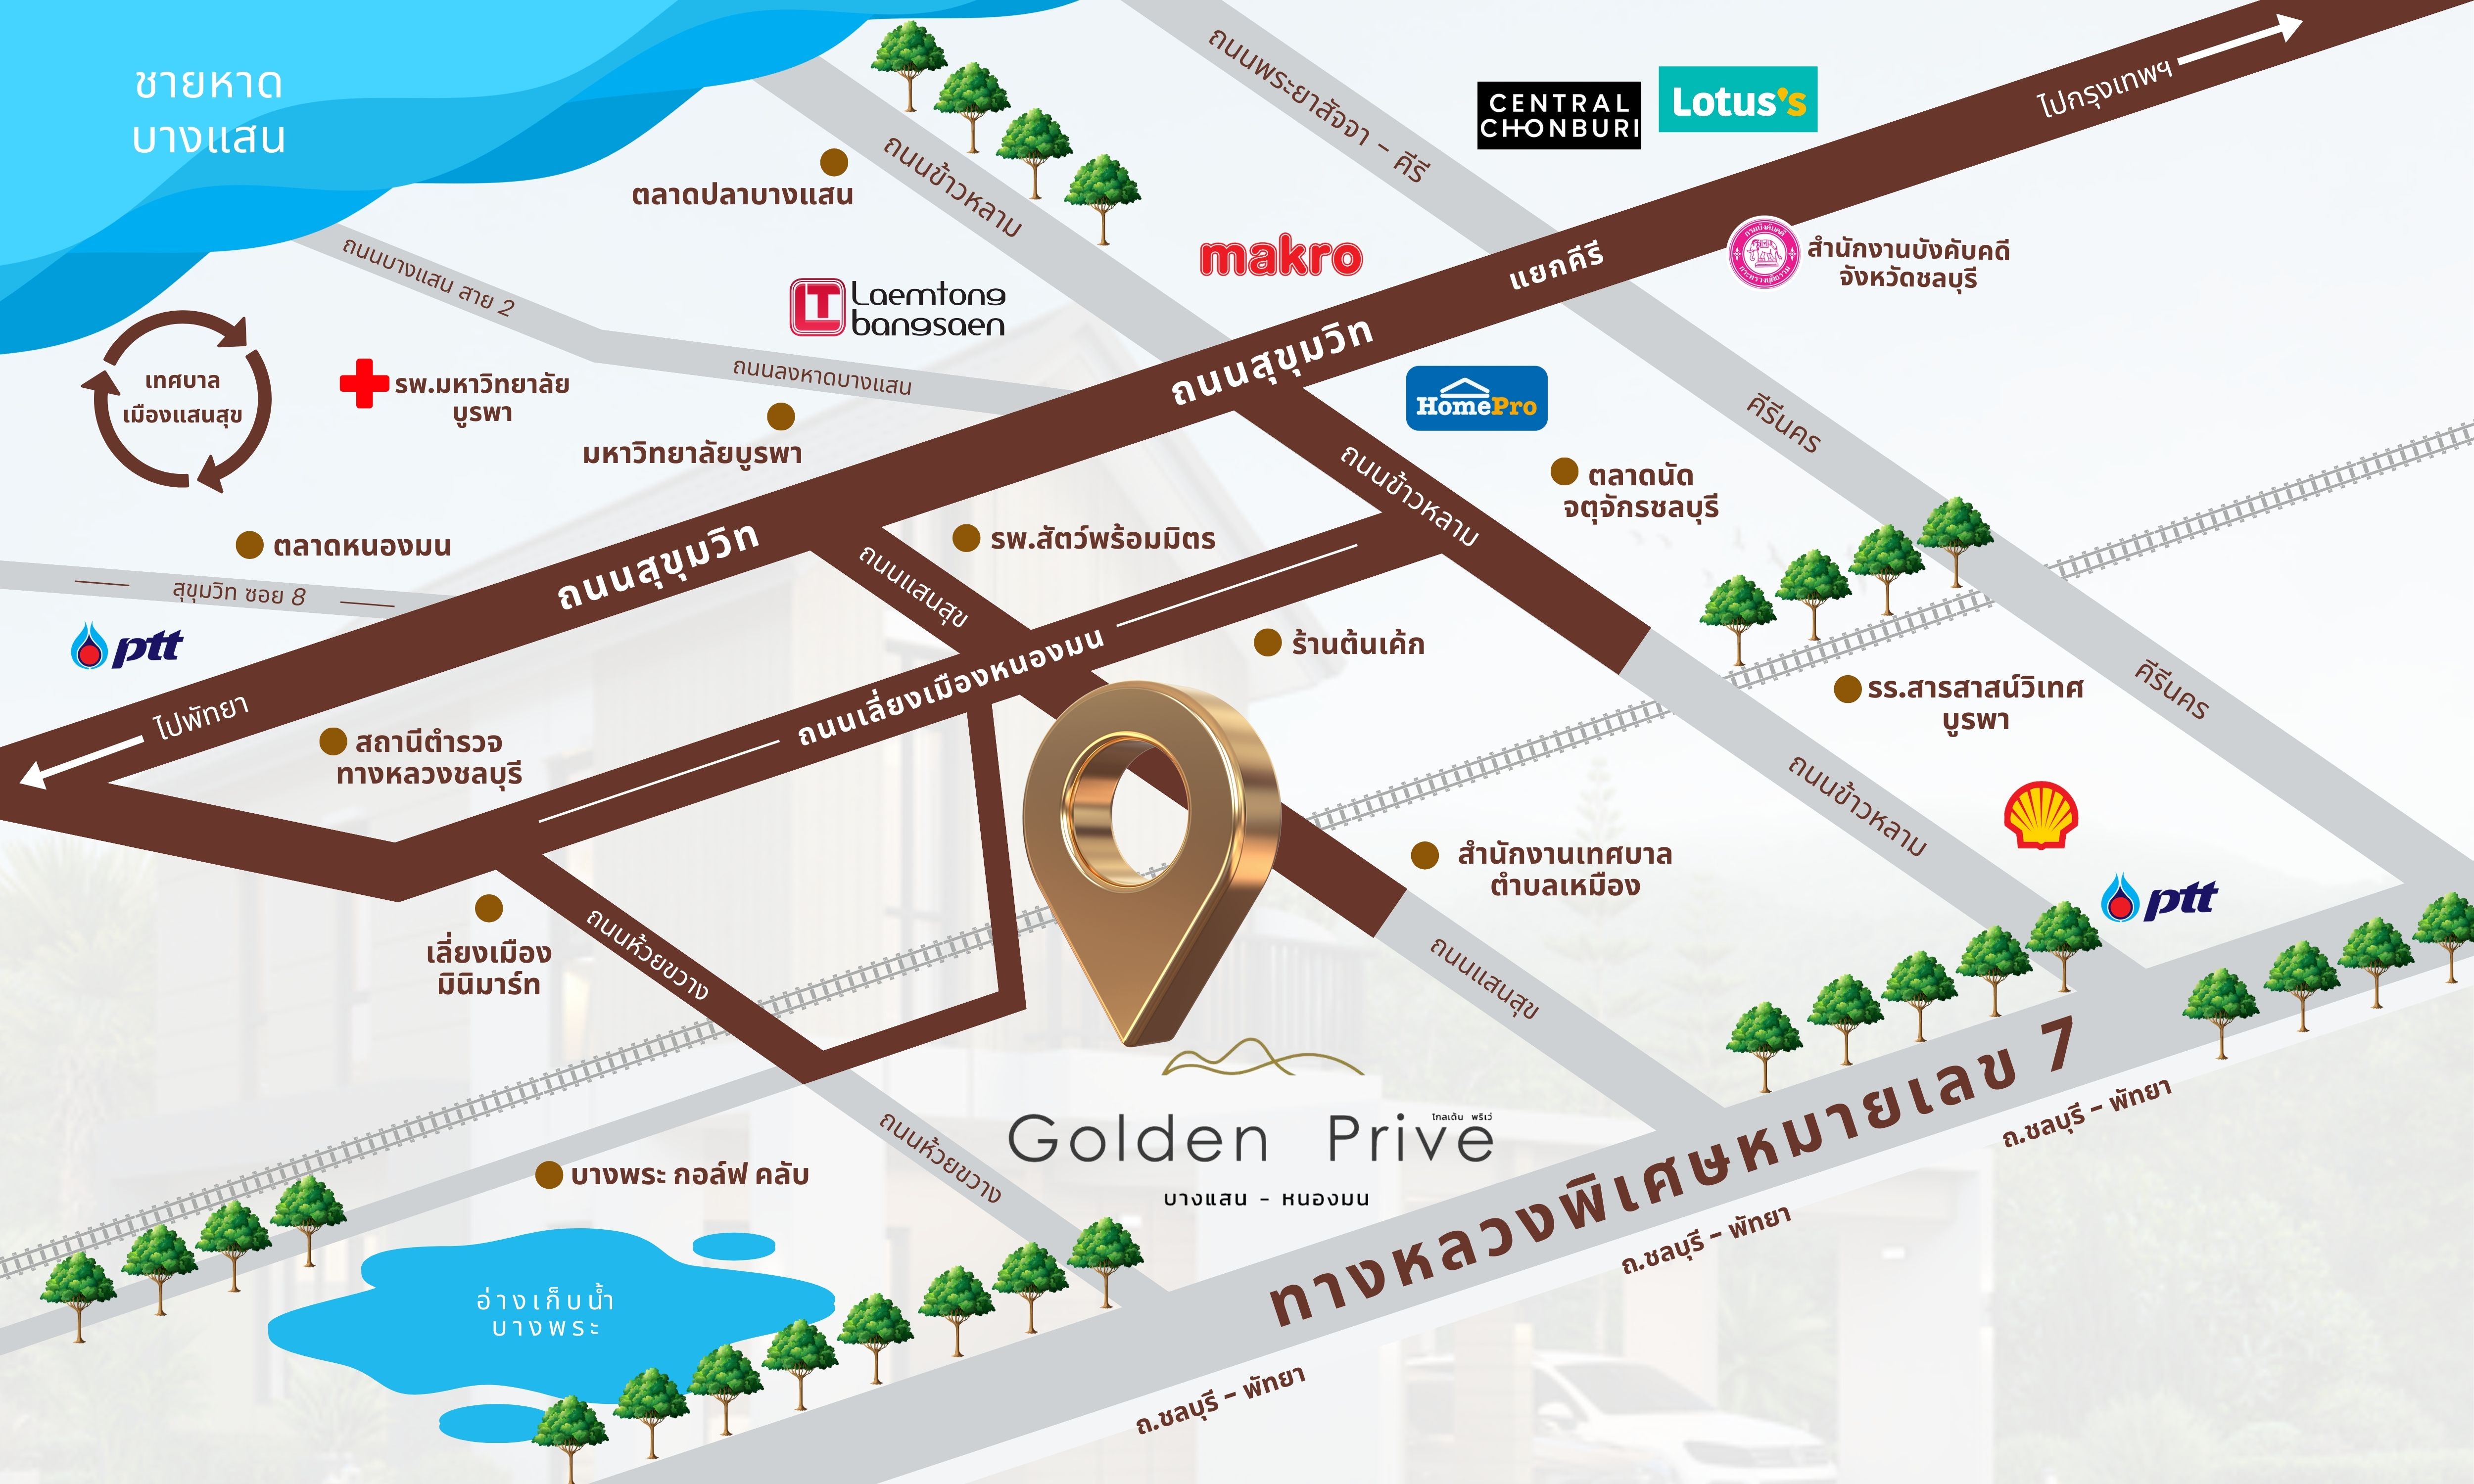 ชายหาด
บางแสน
ถนนพระยาสัจจา - คีรี
CENTRAL
CHONBURI
Lotus's
ไปกรุงเทพฯ
ถนนข้าวหลาม
ตลาดปลาบางแสน
makro
แยกคีรี
สำนักงานบังคับคดี
จังหวัดชลบุรี
ถนนบางแสน สาย 2
LT
Laemtong
bangsaen
ถนนสุขุมวิท
ถนนลงหาดบางแสน
เทศบาล
เมืองแสนสุข
รพ.มหาวิทยาลัย
บูรพา
มหาวิทยาลัยบูรพา
HomePro
คีรีนคร
ถนนข้าวหลาม
ตลาดนัด
จตุจักรชลบุรี
ตลาดหนองมน
ถนนสุขุมวิท
รพ.สัตว์พร้อมมิตร
ถนนแสนสุข
สุขุมวิท ซอย 8
ptt
ร้านต้นเค้ก
ถนนเลี่ยงเมืองหนองมน
รร.สารสาสน์วิเทศ
บูรพา
คีรีนคร
ไปพัทยา
สถานีตำรวจ
ทางหลวงชลบุรี
ถนนข้าวหลาม
สำนักงานเทศบาล
ตำบลเหมือง
ptt
เลี่ยงเมือง
มินิมาร์ท
ถนนห้วยขวาง
ถนนแสนสุข
ทางหลวงพิเศษหมายเลข 7
ถ.ชลบุรี - พัทยา
โกลเด้น พริเว่
Golden Prive
บางแสน - หนองมน
ถนนห้วยขวาง
บางพระ กอล์ฟ คลับ
ถ.ชลบุรี - พัทยา
อ่างเก็บน้ำ
บางพระ
ถ.ชลบุรี - พัทยา